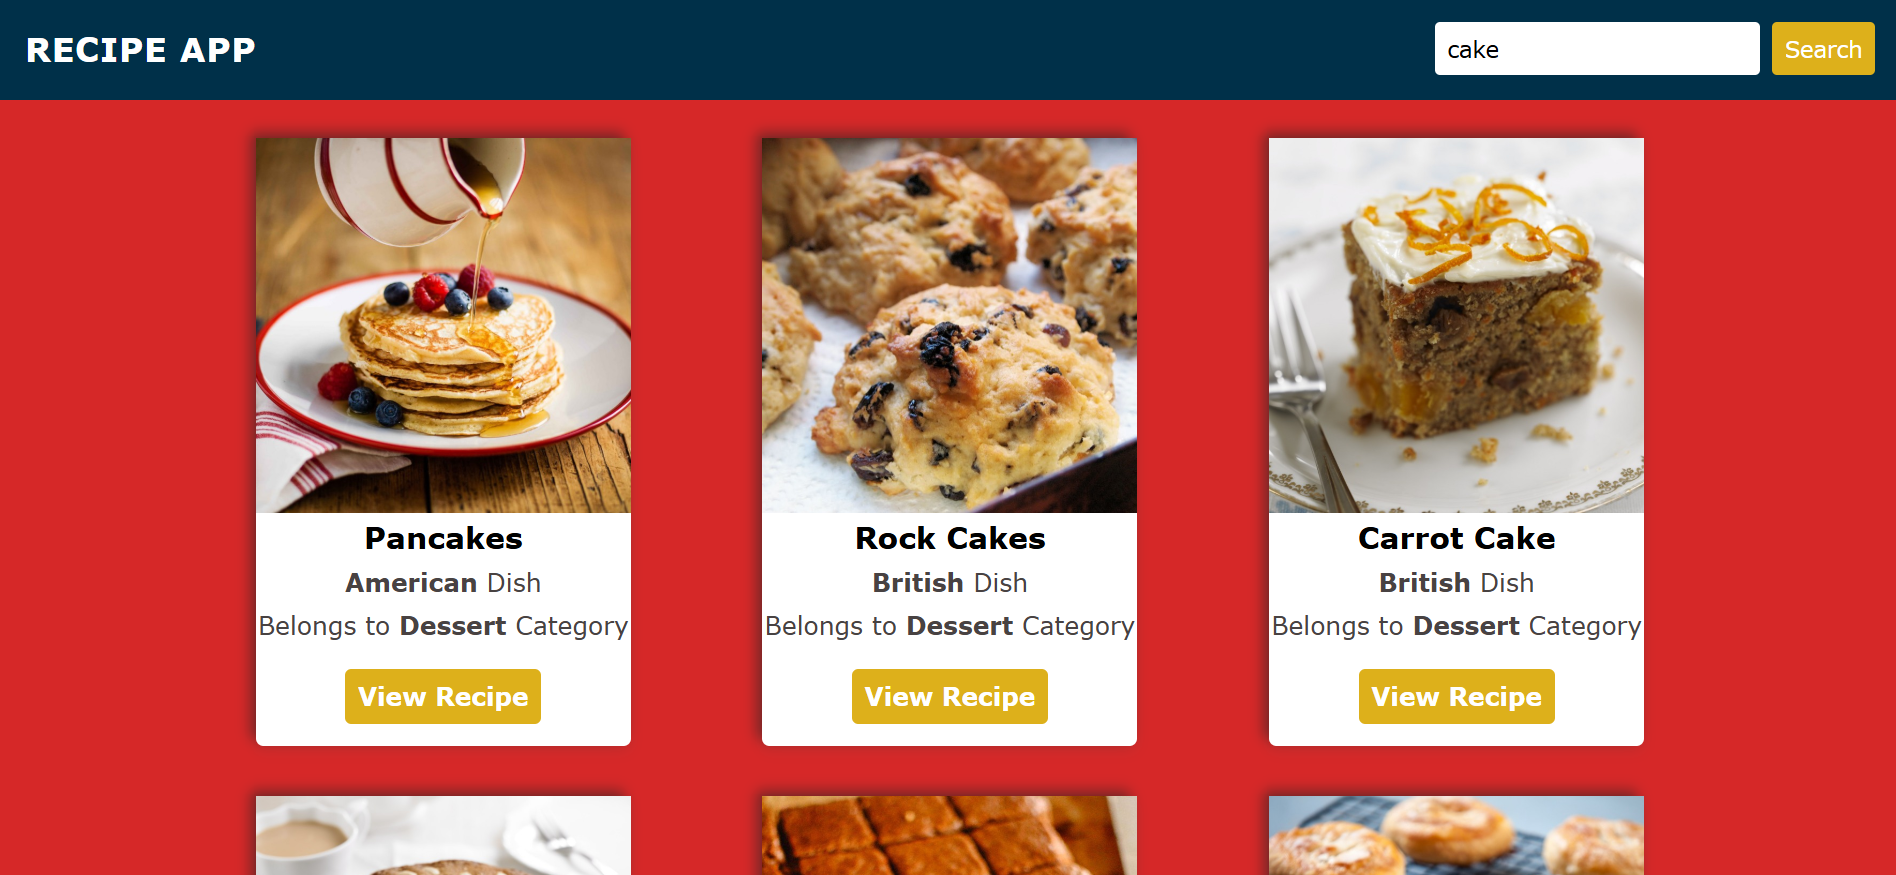 RECIPE APP
cake
Search
Pancakes
American Dish
Belongs to Dessert Category
View Recipe
Rock Cakes
British Dish
Belongs to Dessert Category
View Recipe
Carrot Cake
British Dish
Belongs to Dessert Category
View Recipe